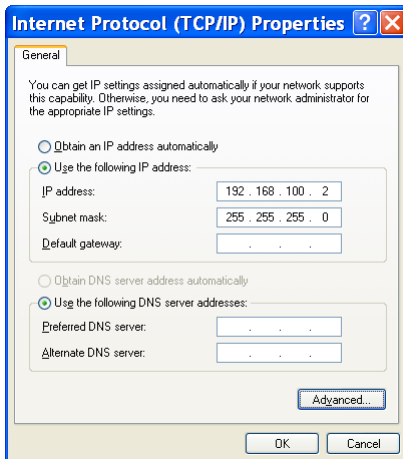 Internet Protocol (TCP/IP) Properties
General
You can get IP settings assigned automatically if your network supports
this capability. Otherwise, you need to ask your network administrator for
the appropriate IP settings.
Obtain an IP address automatically
Use the following IP address:
IP address: 192 . 168 . 100 . 2
Subnet mask: 255 . 255 . 255 . 0
Default gateway: . . .
Obtain DNS server address automatically
Use the following DNS server addresses:
Preferred DNS server: . . .
Alternate DNS server: . . .
Advanced...
OK Cancel